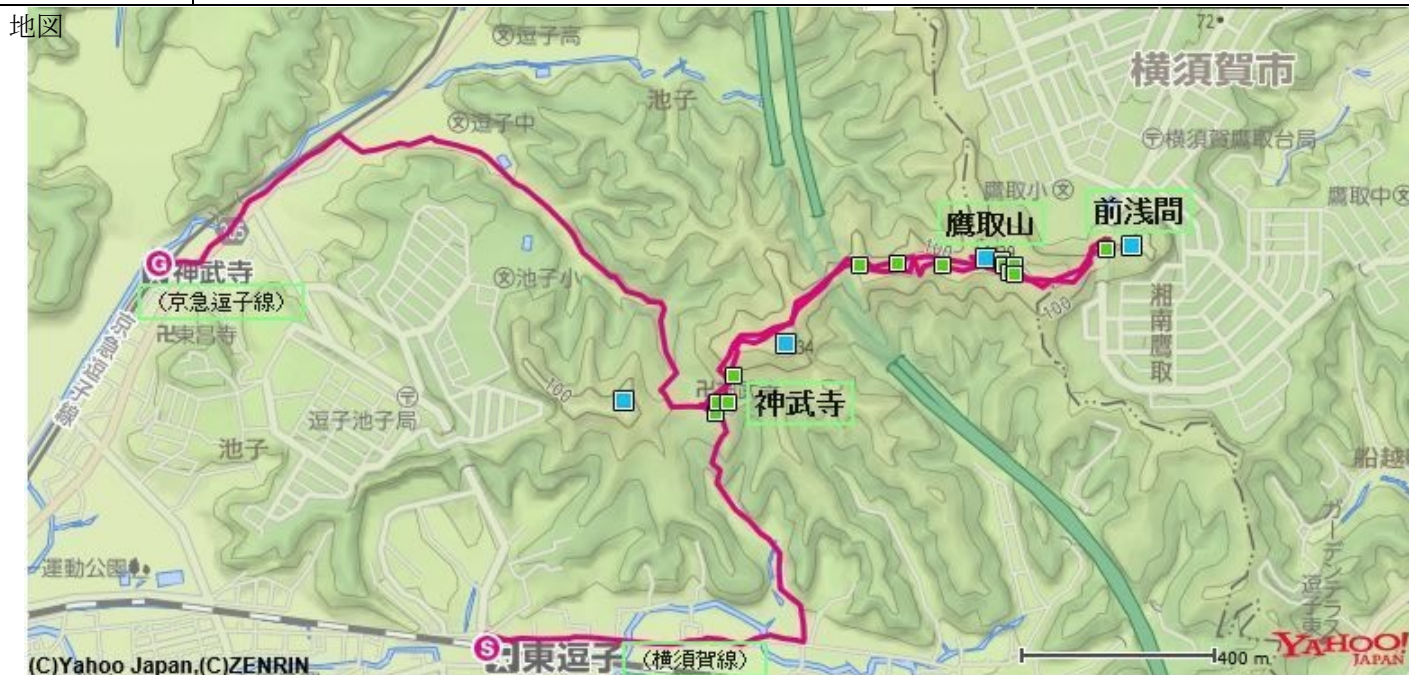 地図
72
逗子高
横須賀市
池子
逗子中
横須賀鷹取台局
鷹取小
鷹取中
前浅間
鷹取山
100
神武寺
(京急逗子線)
池子小
東昌寺
京急逗子線
100
湘南鷹取
34
100
神武寺
逗子池子局
池子
船越
ガーデンテラス
逗子東
運動公園
S
東逗子
(横須賀線)
400 m
YAHOO!
JAPAN
(C)Yahoo Japan,(C)ZENRIN
G